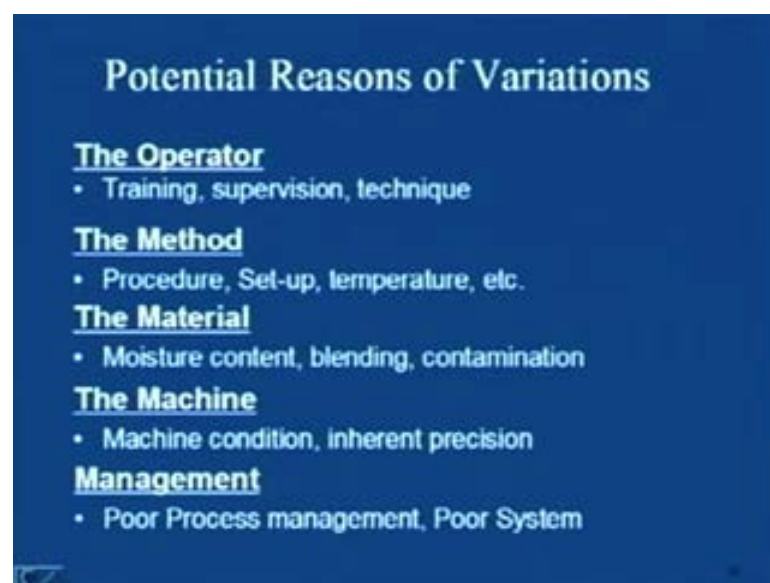 Potential Reasons of Variations
The Operator
• Training, supervision, technique
The Method
• Procedure, Set-up, temperature, etc.
The Material
• Moisture content, blending, contamination
The Machine
• Machine condition, inherent precision
Management
• Poor Process management, Poor System